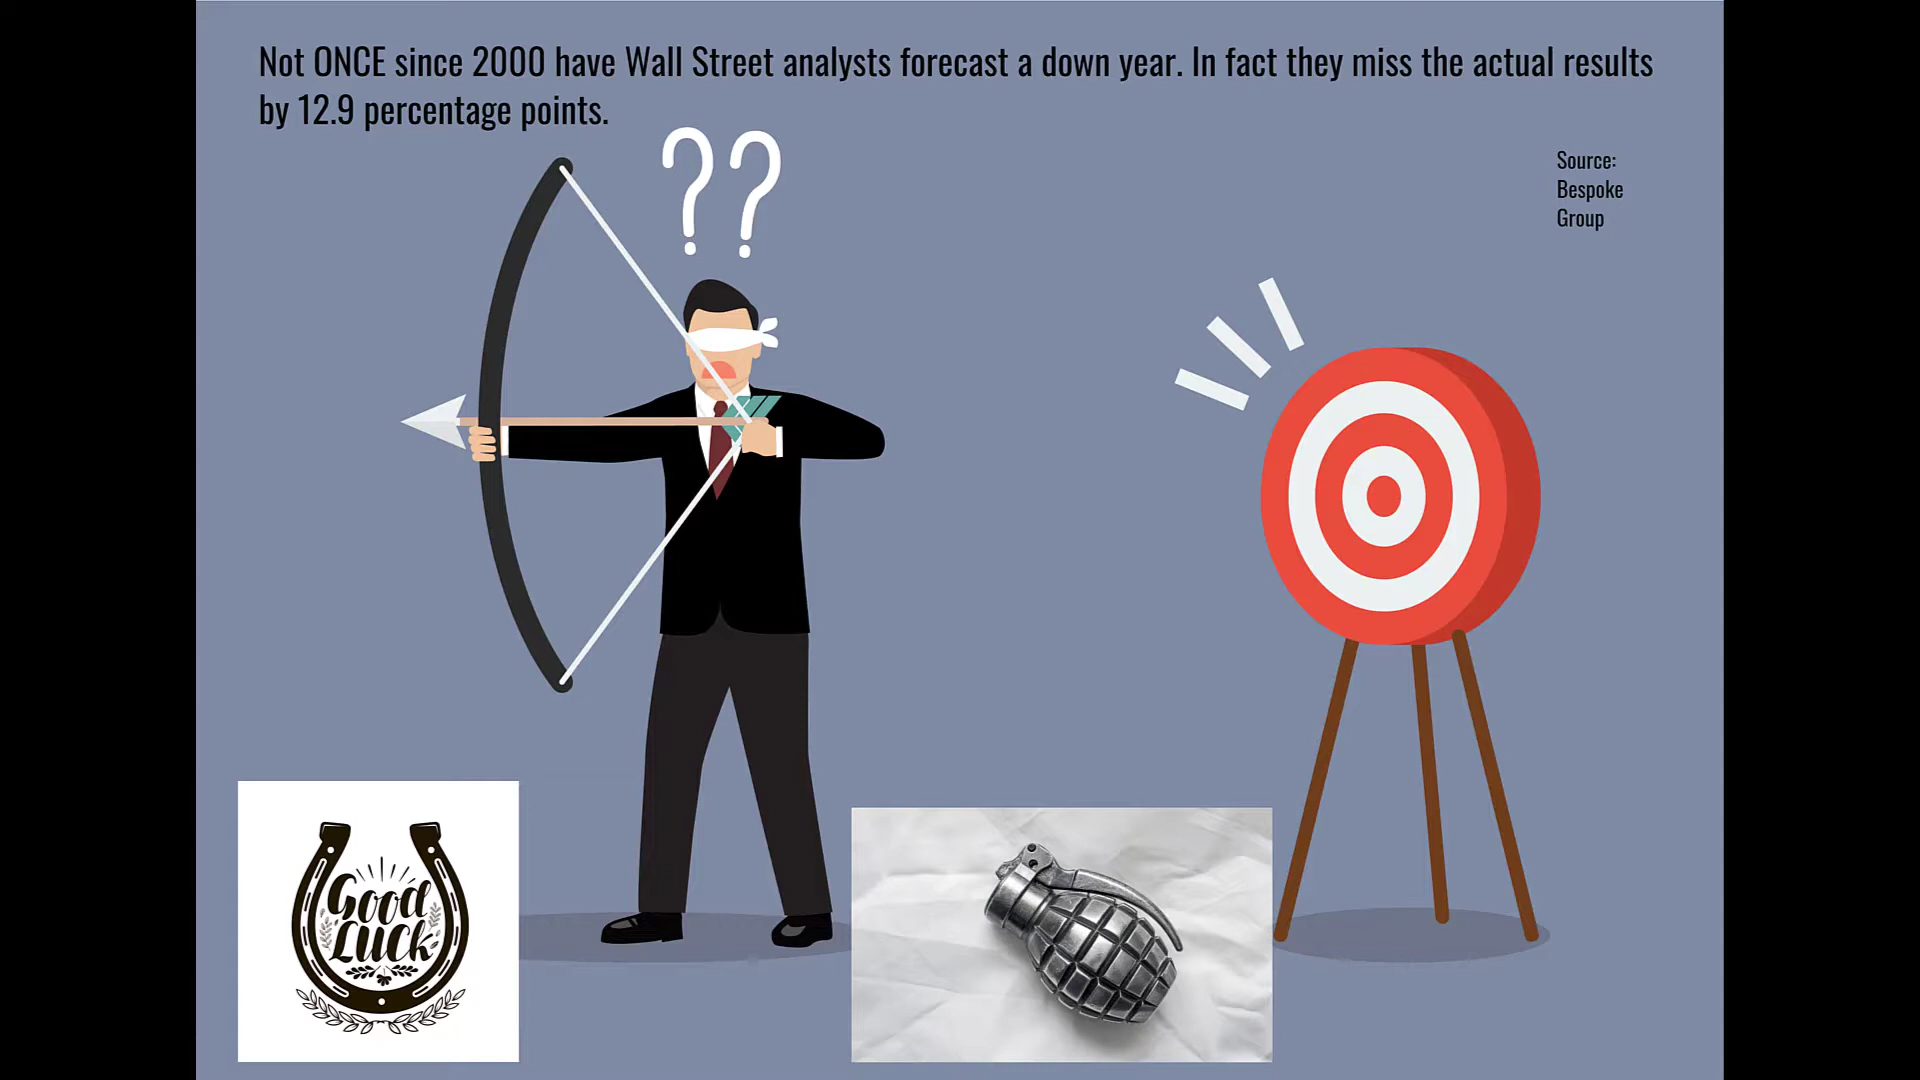 Not ONCE since 2000 have Wall Street analysts forecast a down year. In fact they miss the actual results
by 12.9 percentage points.
??
Source:
Bespoke
Group
Good
Luck